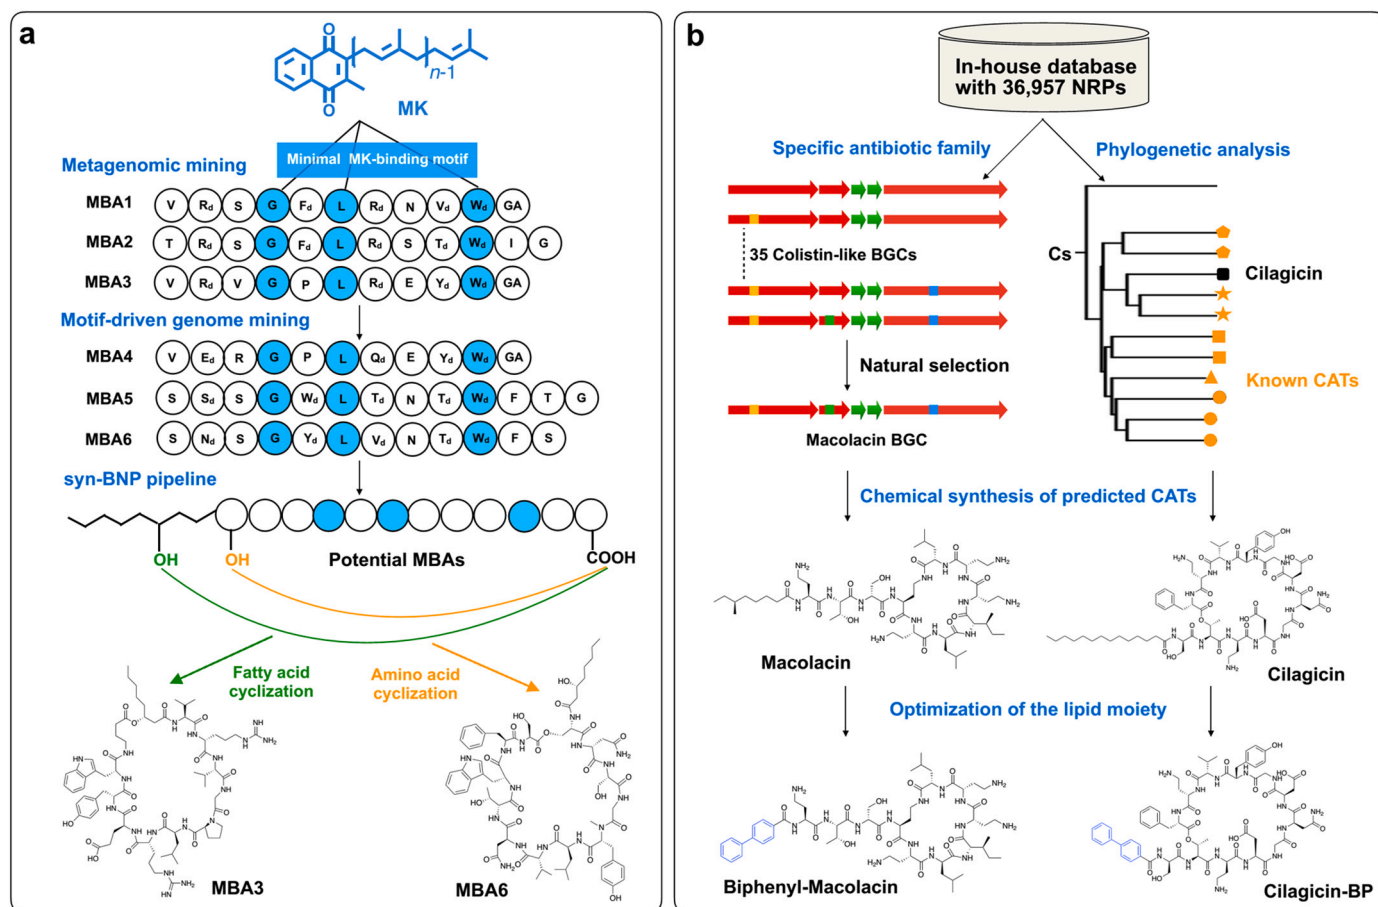 a
MK
n-1
Metagenomic mining
Minimal MK-binding motif
MBA1 V Rd S G Fd L Rd N Vd Wd GA
MBA2 T Rd S G Fd L Rd S Td Wd I G
MBA3 V Rd V G P L Rd E Yd Wd GA
Motif-driven genome mining
MBA4 V Ed R G P L Qd E Yd Wd GA
MBA5 S Sd S G Wd L Td N Td Wd F T G
MBA6 S Nd S G Yd L Vd N Td Wd F S
syn-BNP pipeline
OH OH Potential MBAs COOH
Fatty acid
cyclization
Amino acid
cyclization
MBA3
MBA6
b
In-house database
with 36,957 NRPs
Specific antibiotic family
Phylogenetic analysis
35 Colistin-like BGCs
Cs
Cilagicin
Natural selection
Known CATs
Macolacin BGC
Chemical synthesis of predicted CATs
Macolacin
Cilagicin
Optimization of the lipid moiety
Biphenyl-Macolacin
Cilagicin-BP